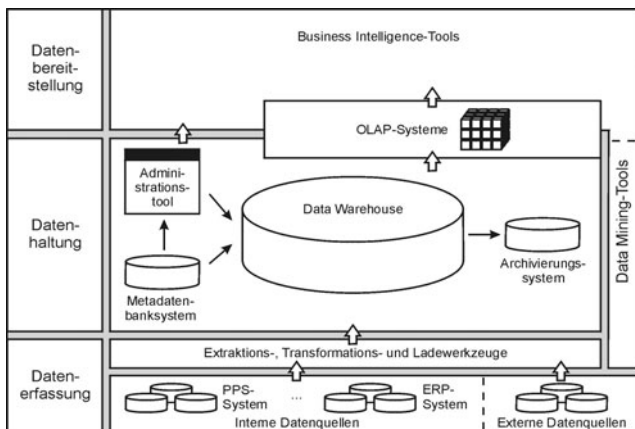 Daten-
bereit-
stellung
Business Intelligence-Tools
OLAP-Systeme
Daten-
haltung
Admini-
strations-
tool
Data Warehouse
Metadaten-
banksystem
Archivierungs-
system
Data Mining-Tools
Daten-
erfassung
Extraktions-, Transformations- und Ladewerkzeuge
PPS-
System
...
ERP-
System
Interne Datenquellen
Externe Datenquellen